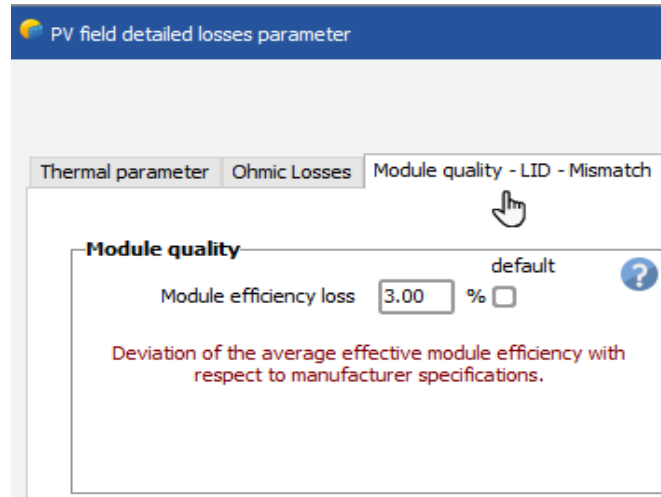 PV field detailed losses parameter
Thermal parameter Ohmic Losses Module quality - LID - Mismatch
Module quality
default
Module efficiency loss 3.00 %
?
Deviation of the average effective module efficiency with
respect to manufacturer specifications.